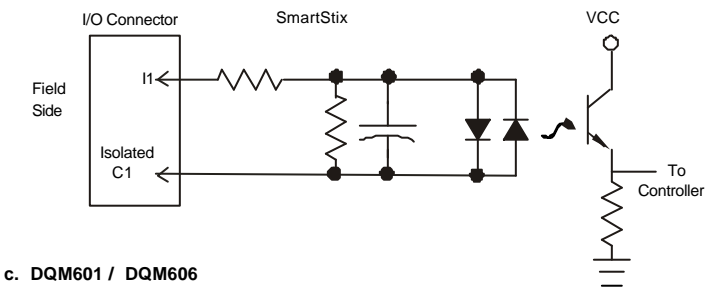 I/O Connector
SmartStix
VCC
Field
Side
I1
Isolated
C1
To
Controller
c. DQM601 / DQM606